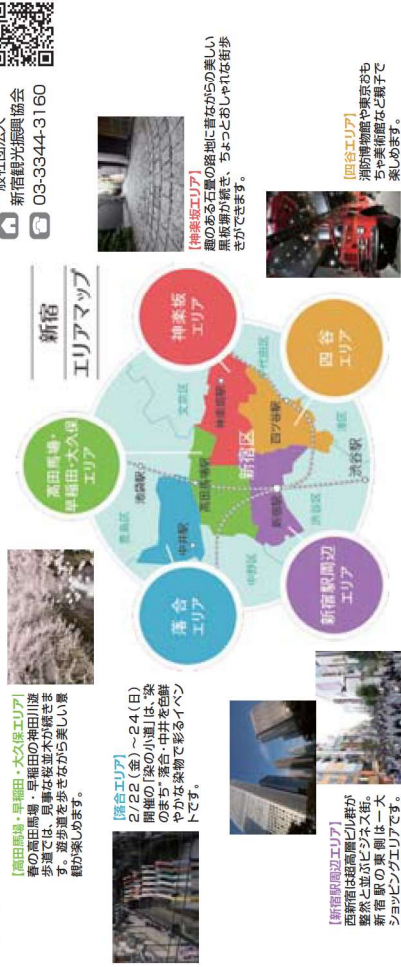 新宿観光振興協会
03-3344-3160
新宿
エリアマップ
[高田馬場・早稲田・大久保エリア]
春の高田馬場・早稲田の神田川遊
歩道では、見事な桜並木が続きま
す。遊歩道を歩きながら美しい景
観が楽しめます。
[落合エリア]
2/22(金)~24(日)
開催の「染の小道」は、“染
のまち”落合・中井を色鮮
やかな染物で彩るイベン
トです。
[新宿駅周辺エリア]
西新宿は超高層ビル群が
整然と並ぶビジネス街。
新宿駅の東側は一大
ショッピングエリアです。
[神楽坂エリア]
趣のある石畳の路地に昔ながらの美しい
黒板塀が続き、ちょっとおしゃれな街歩
きができます。
[四谷エリア]
消防博物館や東京おも
ちゃ美術館など親子で
楽しめます。
高田馬場・
早稲田・大久保
エリア
神楽坂
エリア
四谷
エリア
新宿駅周辺
エリア
落合
エリア
豊島区
文京区
千代田区
港区
渋谷区
中野区
新宿区
池袋駅
中井駅
高田馬場駅
神楽坂駅
四ツ谷駅
新宿駅
渋谷駅